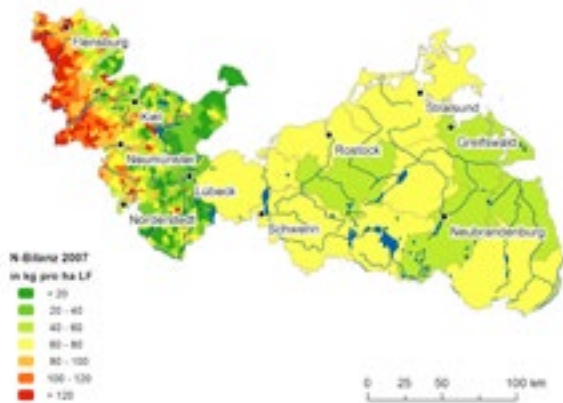 Flensburg
Kiel
Neumünster
Lübeck
Norderstedt
Stralsund
Greifswald
Rostock
Schwerin
Neubrandenburg
N-Bilanz 2007
in kg pro ha LF
< 20
20 - 40
40 - 60
60 - 80
80 - 100
100 - 120
> 120
0 25 50 100 km